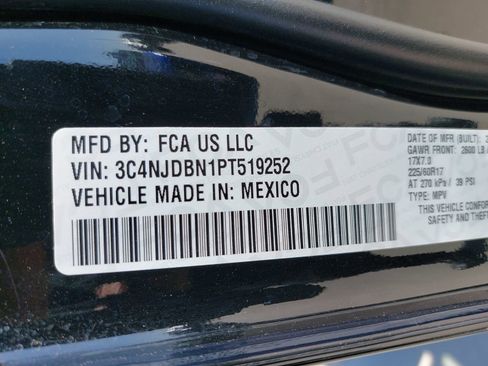 MFD BY: FCA US LLC
VIN: 3C4NJDBN1PT519252
VEHICLE MADE IN: MEXICO
DATE OF MFR (BUILT):
GAWR FRONT: 2600 LB
17X7.0
225/60R17
AT 270 kPa / 39 PSI
TYPE: MPV
THIS VEHICLE CONFOR
SAFETY AND THEFT